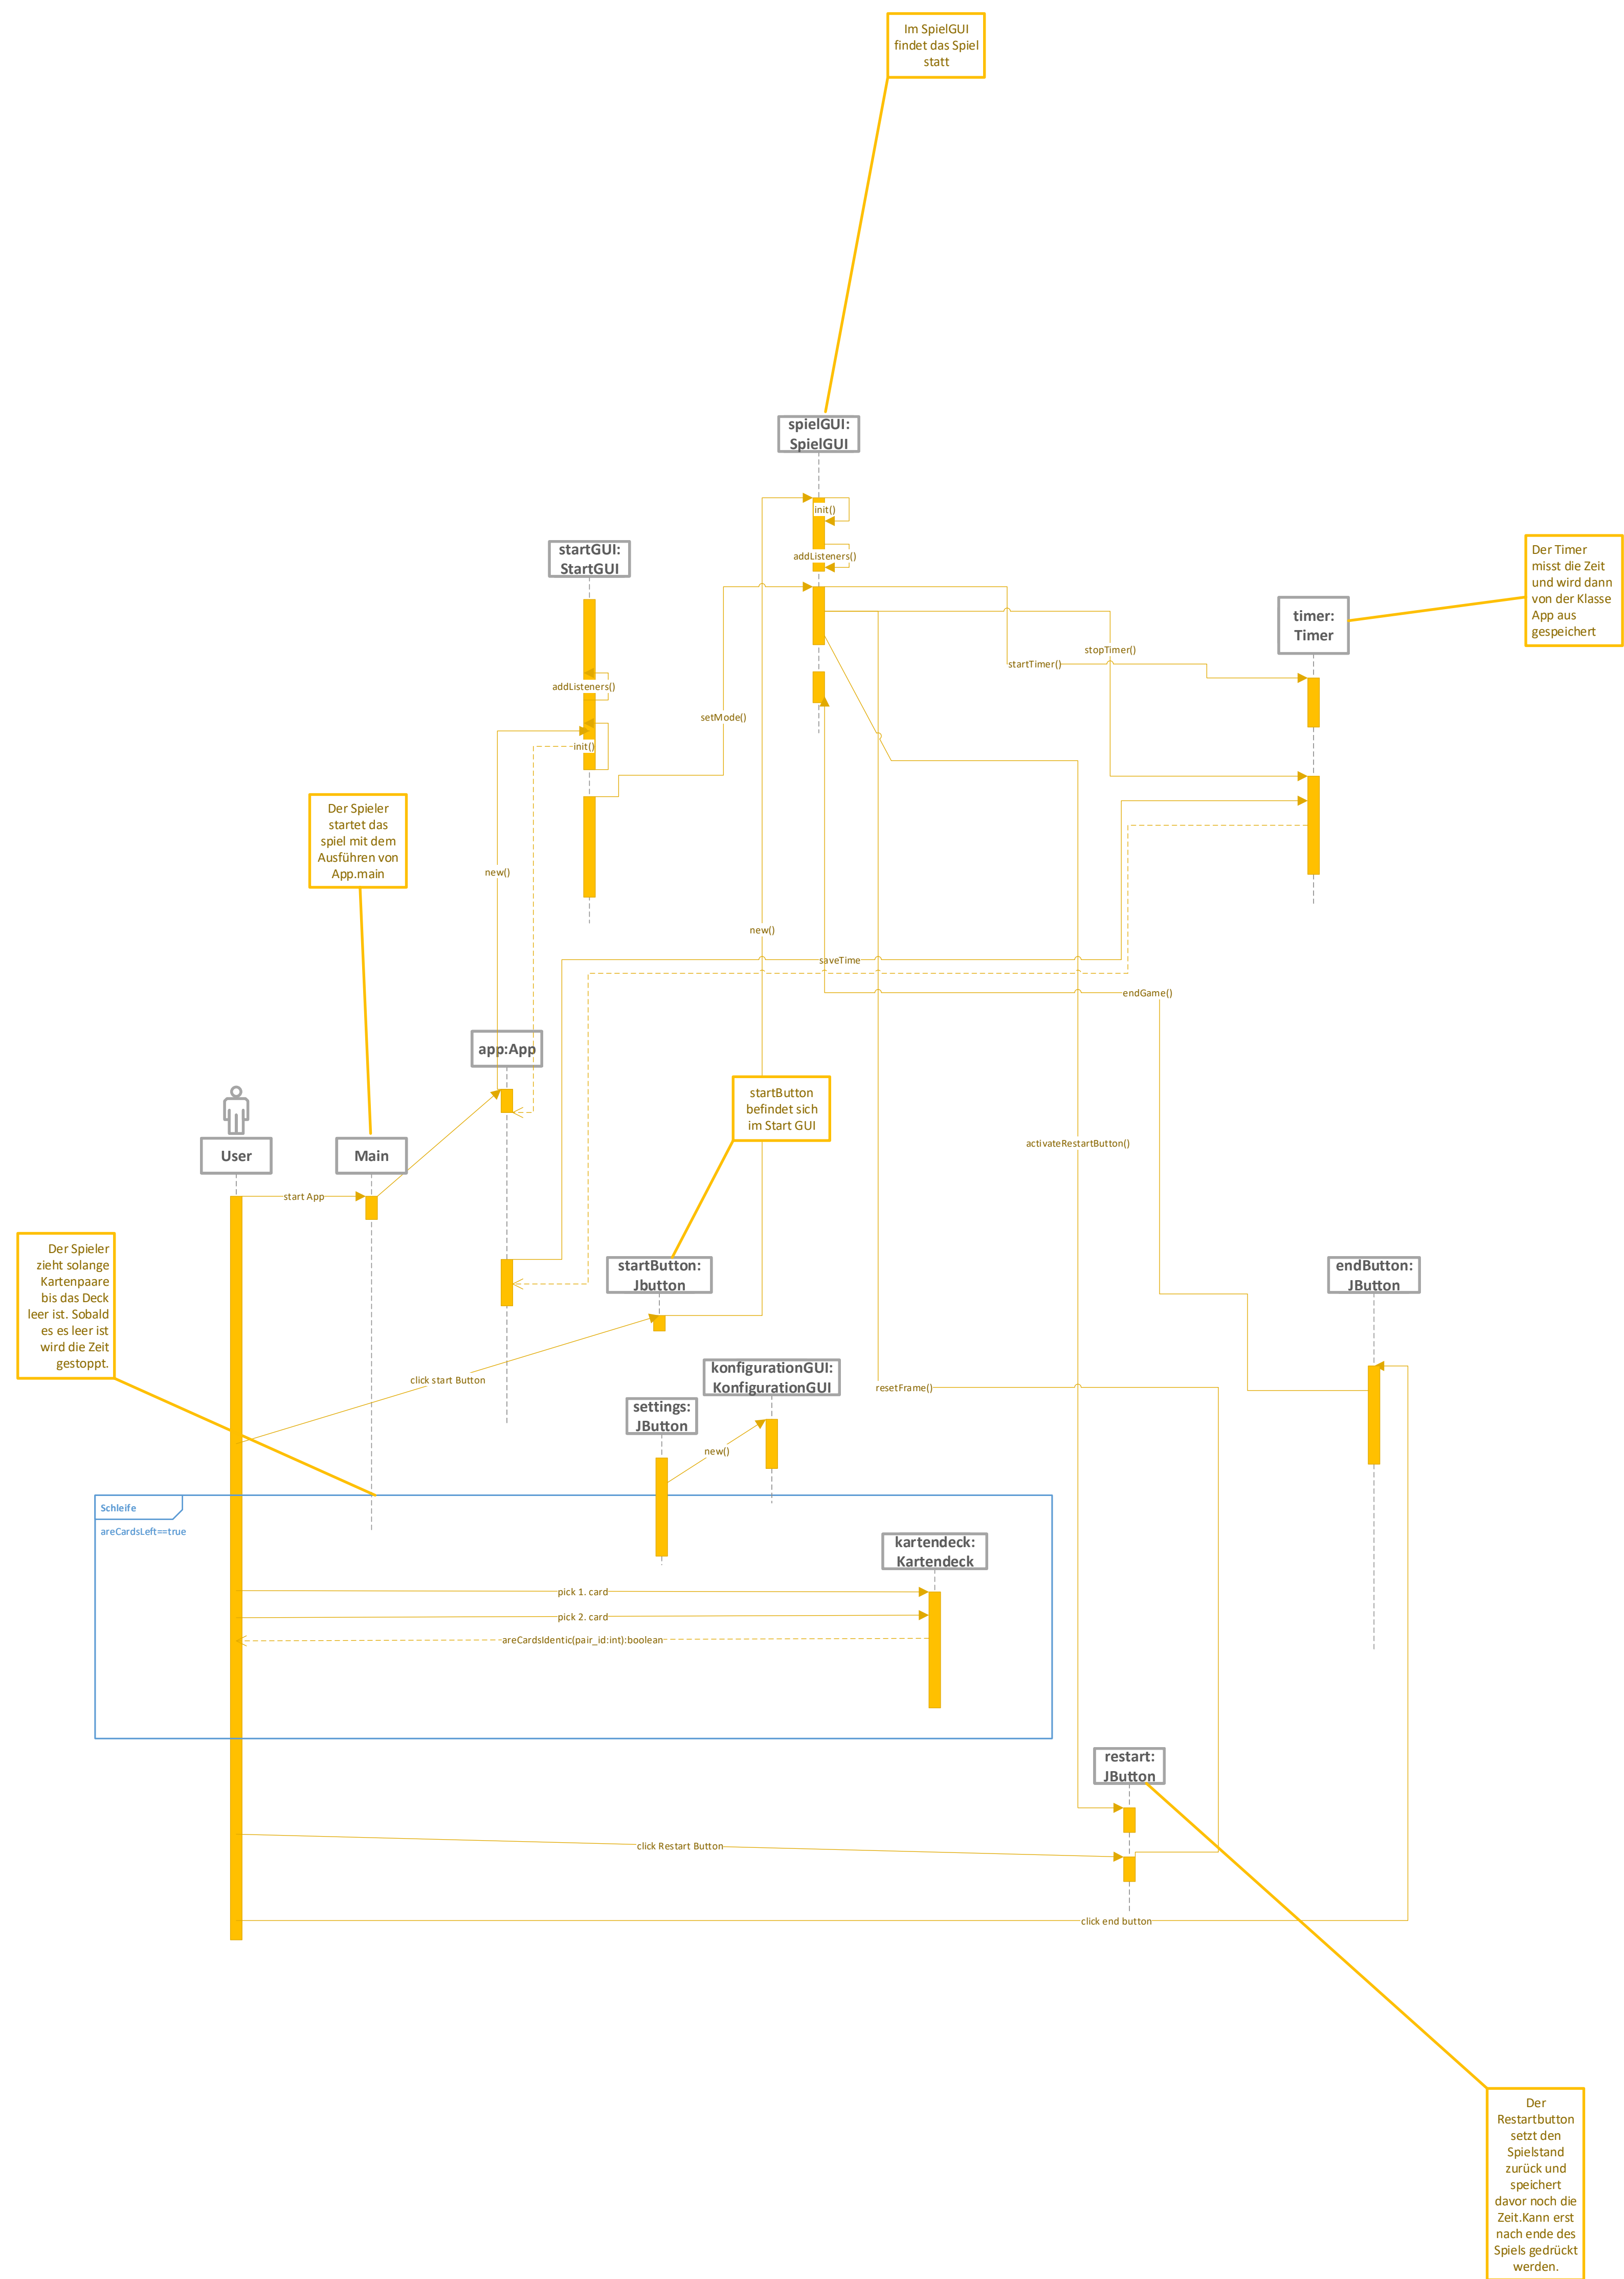 Im SpielGUI
findet das Spiel
statt
spielGUI:
SpielGUI
init()
addListeners()
startGUI:
StartGUI
Der Timer
misst die Zeit
und wird dann
von der Klasse
App aus
gespeichert
timer:
Timer
stopTimer()
startTimer()
addListeners()
setMode()
init()
Der Spieler
startet das
spiel mit dem
Ausführen von
App.main
new()
new()
saveTime
endGame()
app:App
startButton
befindet sich
im Start GUI
activateRestartButton()
User
Main
start App
Der Spieler
zieht solange
Kartenpaare
bis das Deck
leer ist. Sobald
es es leer ist
wird die Zeit
gestoppt.
startButton:
Jbutton
endButton:
JButton
click start Button
konfigurationGUI:
KonfigurationGUI
resetFrame()
settings:
JButton
new()
Schleife
areCardsLeft==true
kartendeck:
Kartendeck
pick 1. card
pick 2. card
areCardsIdentic(pair_id:int):boolean
restart:
JButton
click Restart Button
click end button
Der
Restartbutton
setzt den
Spielstand
zurück und
speichert
davor noch die
Zeit.Kann erst
nach ende des
Spiels gedrückt
werden.